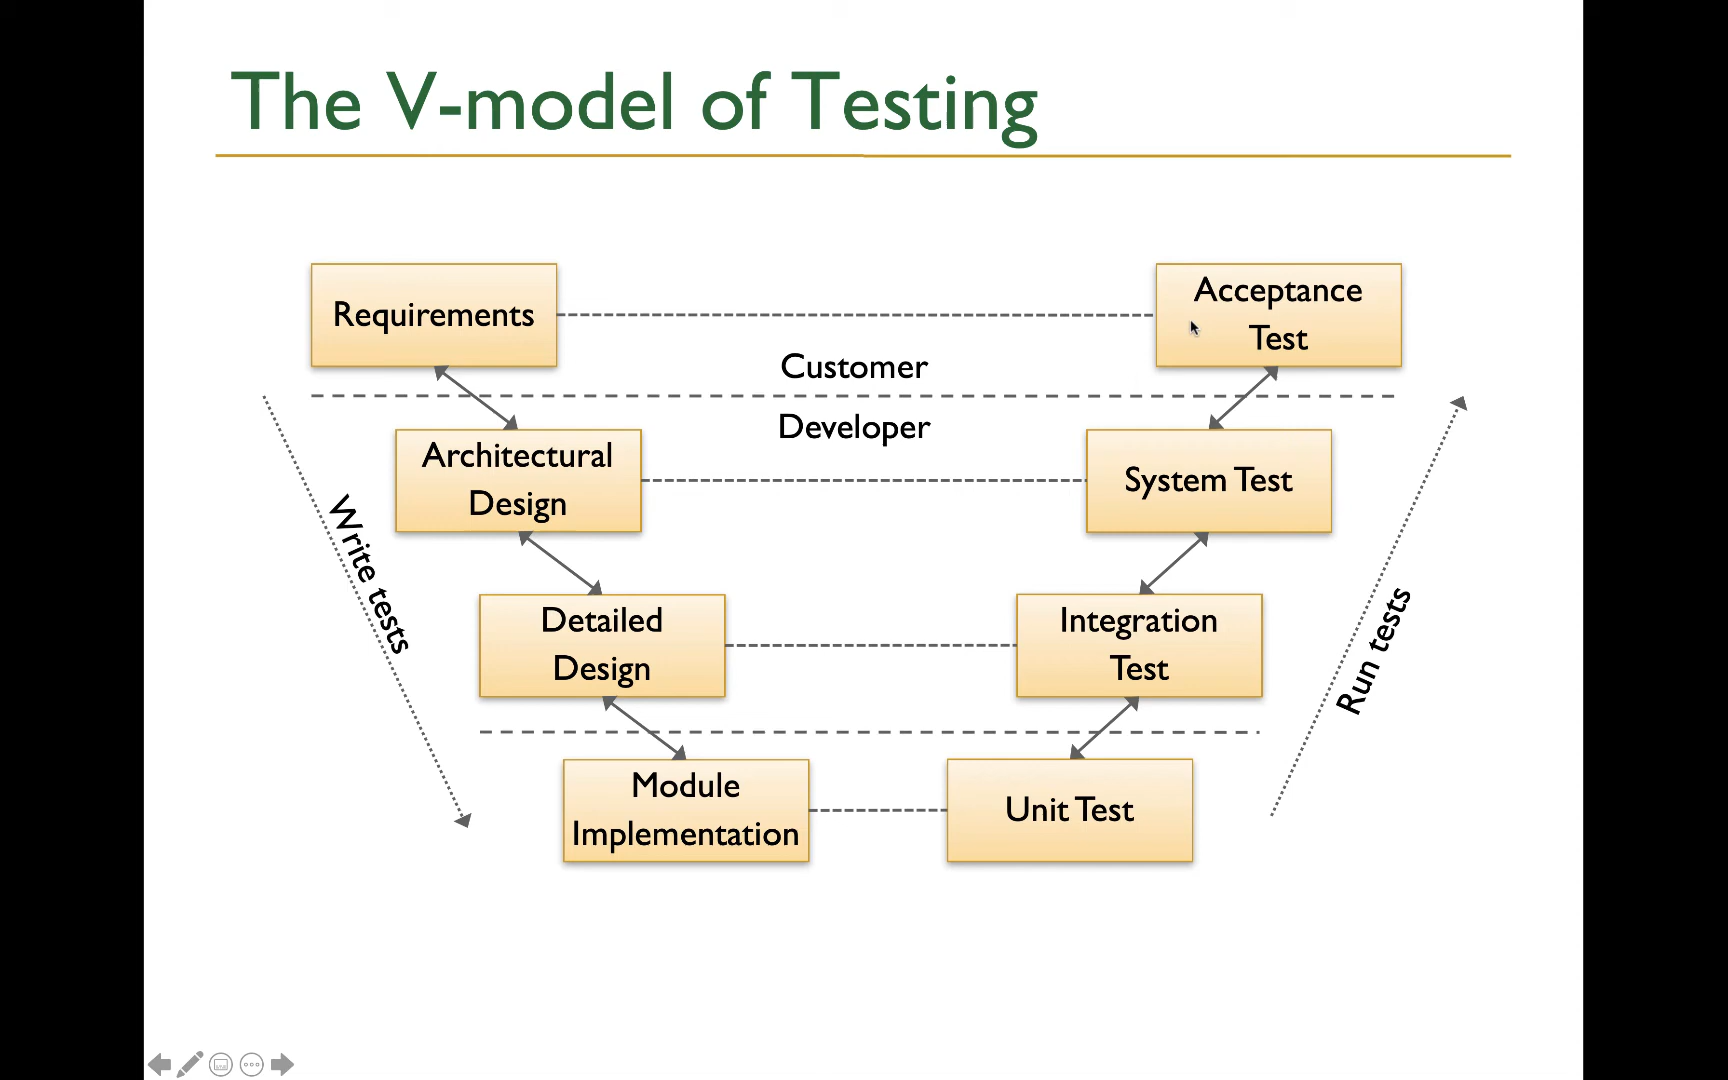 The V-model of Testing
Requirements
Acceptance
Test
Customer
Developer
Architectural
Design
System Test
Write tests
Detailed
Design
Integration
Test
Run tests
Module
Implementation
Unit Test